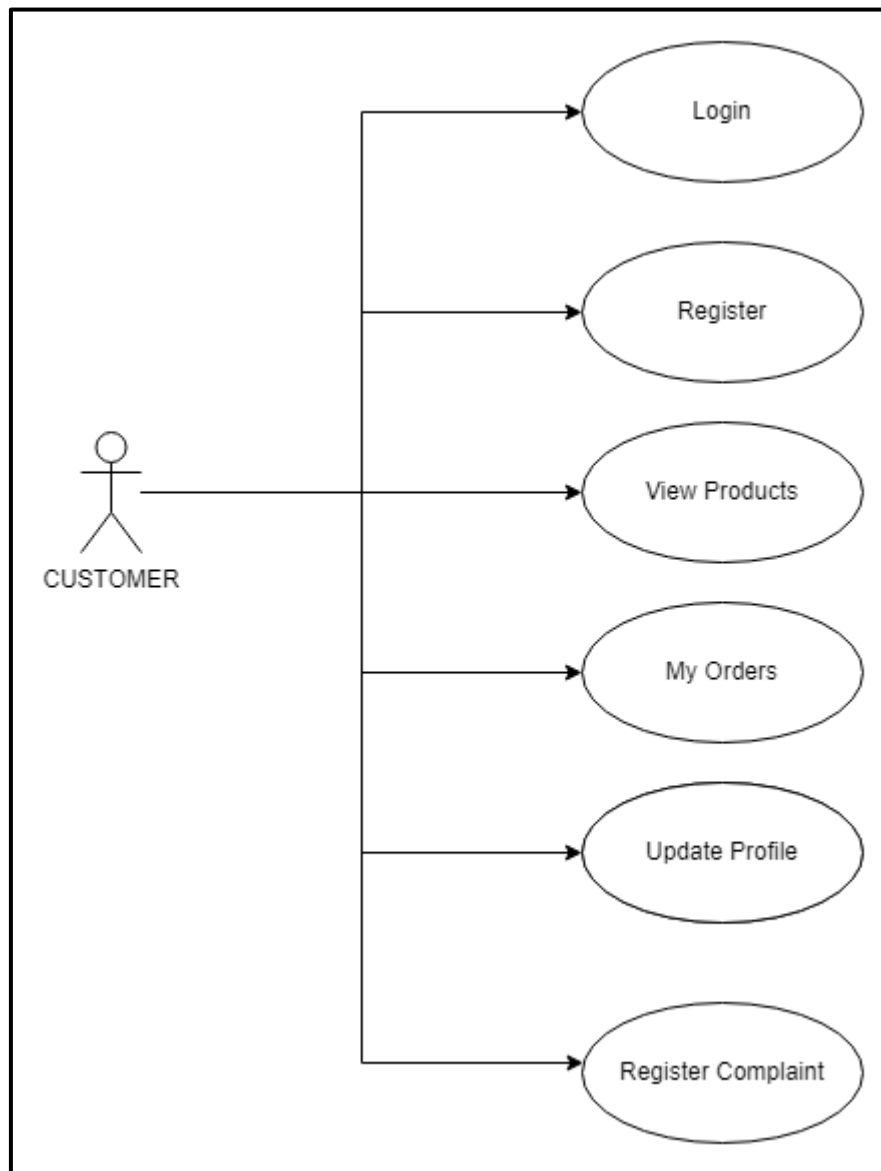 Login
Register
View Products
CUSTOMER
My Orders
Update Profile
Register Complaint